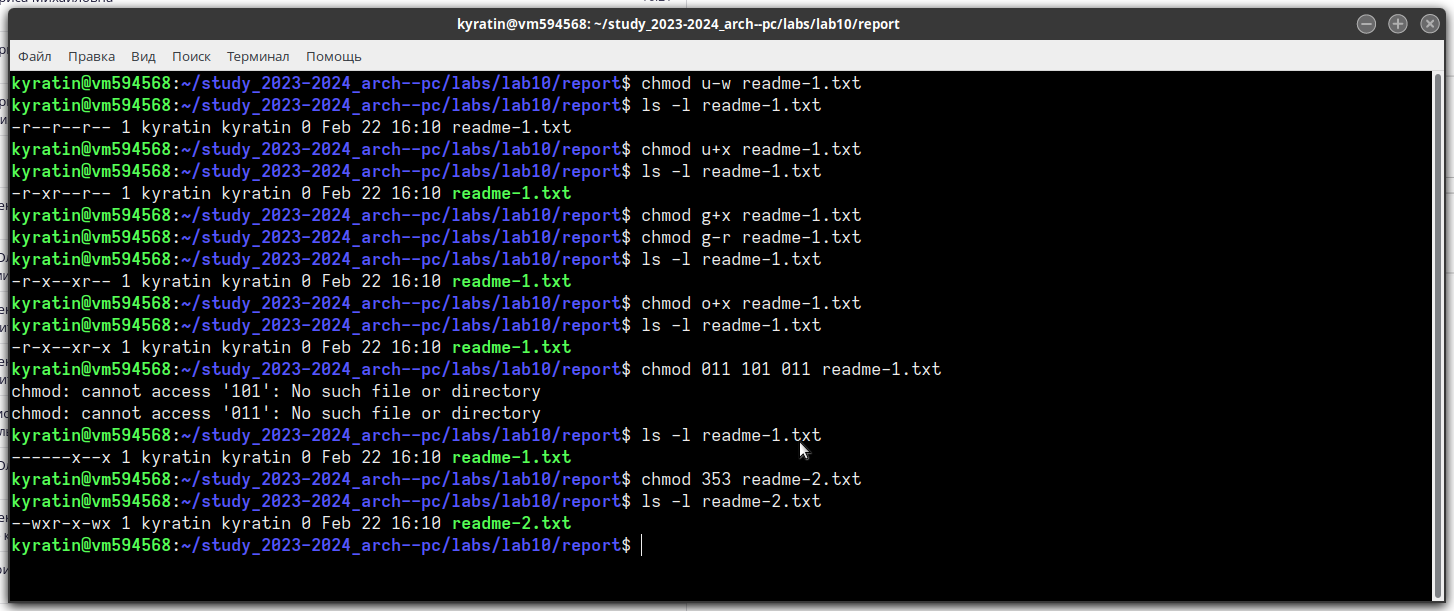 kyratin@vm594568: ~/study_2023-2024_arch--pc/labs/lab10/report
Файл Правка Вид Поиск Терминал Помощь
kyratin@vm594568:~/study_2023-2024_arch--pc/labs/lab10/report$ chmod u-w readme-1.txt
kyratin@vm594568:~/study_2023-2024_arch--pc/labs/lab10/report$ ls -l readme-1.txt
-r--r--r-- 1 kyratin kyratin 0 Feb 22 16:10 readme-1.txt
kyratin@vm594568:~/study_2023-2024_arch--pc/labs/lab10/report$ chmod u+x readme-1.txt
kyratin@vm594568:~/study_2023-2024_arch--pc/labs/lab10/report$ ls -l readme-1.txt
-r-xr--r-- 1 kyratin kyratin 0 Feb 22 16:10 readme-1.txt
kyratin@vm594568:~/study_2023-2024_arch--pc/labs/lab10/report$ chmod g+x readme-1.txt
kyratin@vm594568:~/study_2023-2024_arch--pc/labs/lab10/report$ chmod g-r readme-1.txt
kyratin@vm594568:~/study_2023-2024_arch--pc/labs/lab10/report$ ls -l readme-1.txt
-r-x--xr-- 1 kyratin kyratin 0 Feb 22 16:10 readme-1.txt
kyratin@vm594568:~/study_2023-2024_arch--pc/labs/lab10/report$ chmod o+x readme-1.txt
kyratin@vm594568:~/study_2023-2024_arch--pc/labs/lab10/report$ ls -l readme-1.txt
-r-x--xr-x 1 kyratin kyratin 0 Feb 22 16:10 readme-1.txt
kyratin@vm594568:~/study_2023-2024_arch--pc/labs/lab10/report$ chmod 011 101 011 readme-1.txt
chmod: cannot access '101': No such file or directory
chmod: cannot access '011': No such file or directory
kyratin@vm594568:~/study_2023-2024_arch--pc/labs/lab10/report$ ls -l readme-1.txt
------x--x 1 kyratin kyratin 0 Feb 22 16:10 readme-1.txt
kyratin@vm594568:~/study_2023-2024_arch--pc/labs/lab10/report$ chmod 353 readme-2.txt
kyratin@vm594568:~/study_2023-2024_arch--pc/labs/lab10/report$ ls -l readme-2.txt
--wxr-x-wx 1 kyratin kyratin 0 Feb 22 16:10 readme-2.txt
kyratin@vm594568:~/study_2023-2024_arch--pc/labs/lab10/report$